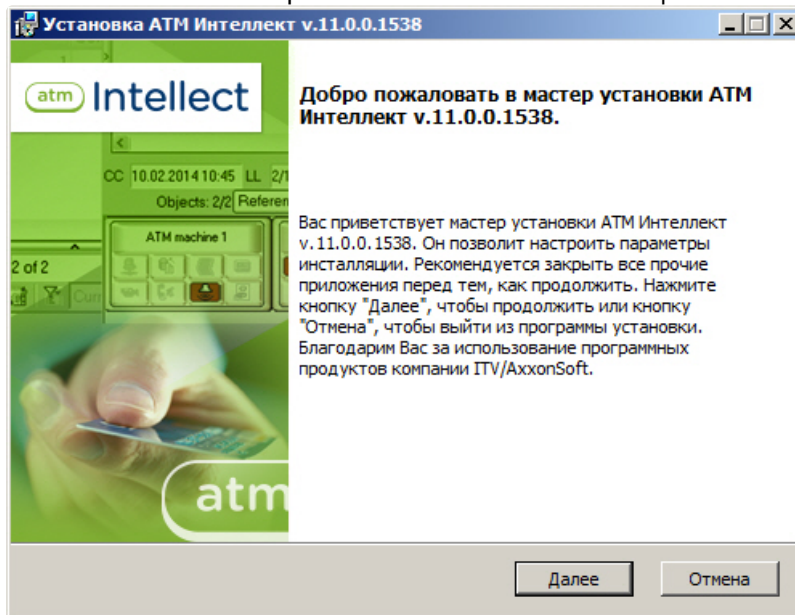 Установка АТМ Интеллект v.11.0.0.1538
atm Intellect
CC 10.02.2014 10:45 LL
Objects: 2/2
ATM machine 1
2 of 2
atm
Добро пожаловать в мастер установки АТМ
Интеллект v.11.0.0.1538.
Вас приветствует мастер установки АТМ Интеллект
v.11.0.0.1538. Он позволит настроить параметры
инсталляции. Рекомендуется закрыть все прочие
приложения перед тем, как продолжить. Нажмите
кнопку "Далее", чтобы продолжить или кнопку
"Отмена", чтобы выйти из программы установки.
Благодарим Вас за использование программных
продуктов компании ITV/AxxonSoft.
Далее
Отмена